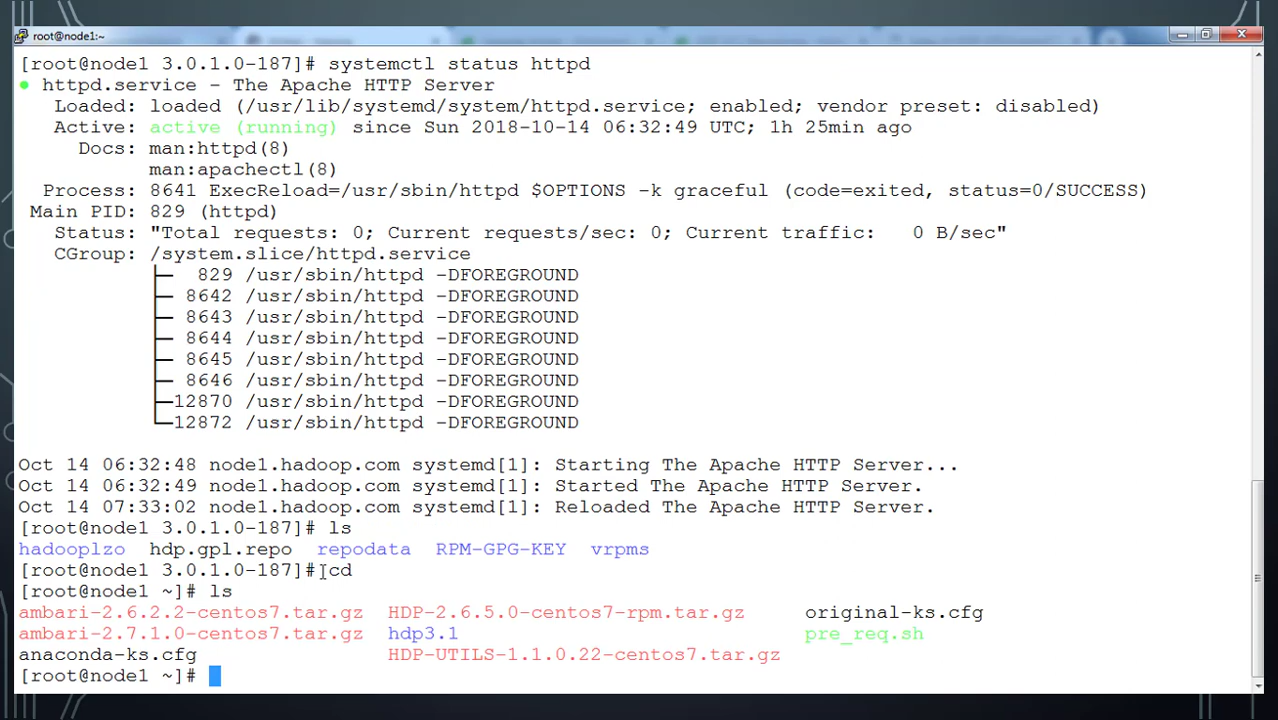 root@node1:~
[root@node1 3.0.1.0-187]# systemctl status httpd
● httpd.service - The Apache HTTP Server
Loaded: loaded (/usr/lib/systemd/system/httpd.service; enabled; vendor preset: disabled)
Active: active (running) since Sun 2018-10-14 06:32:49 UTC; 1h 25min ago
Docs: man:httpd(8)
man:apachectl(8)
Process: 8641 ExecReload=/usr/sbin/httpd $OPTIONS -k graceful (code=exited, status=0/SUCCESS)
Main PID: 829 (httpd)
Status: "Total requests: 0; Current requests/sec: 0; Current traffic:   0 B/sec"
CGroup: /system.slice/httpd.service
├─  829 /usr/sbin/httpd -DFOREGROUND
├─ 8642 /usr/sbin/httpd -DFOREGROUND
├─ 8643 /usr/sbin/httpd -DFOREGROUND
├─ 8644 /usr/sbin/httpd -DFOREGROUND
├─ 8645 /usr/sbin/httpd -DFOREGROUND
├─ 8646 /usr/sbin/httpd -DFOREGROUND
├─12870 /usr/sbin/httpd -DFOREGROUND
└─12872 /usr/sbin/httpd -DFOREGROUND
Oct 14 06:32:48 node1.hadoop.com systemd[1]: Starting The Apache HTTP Server...
Oct 14 06:32:49 node1.hadoop.com systemd[1]: Started The Apache HTTP Server.
Oct 14 07:33:02 node1.hadoop.com systemd[1]: Reloaded The Apache HTTP Server.
[root@node1 3.0.1.0-187]# ls
hadooplzo  hdp.gpl.repo  repodata  RPM-GPG-KEY  vrpms
[root@node1 3.0.1.0-187]# cd
[root@node1 ~]# ls
ambari-2.6.2.2-centos7.tar.gz  HDP-2.6.5.0-centos7-rpm.tar.gz  original-ks.cfg
ambari-2.7.1.0-centos7.tar.gz  hdp3.1  pre_req.sh
anaconda-ks.cfg  HDP-UTILS-1.1.0.22-centos7.tar.gz
[root@node1 ~]#